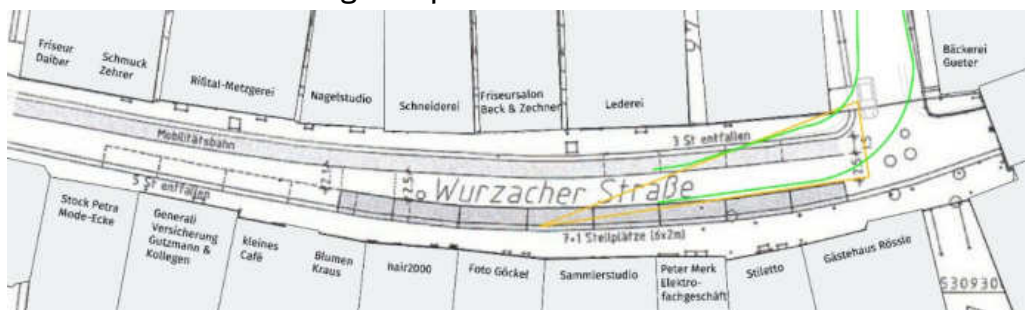 Friseur
Daiber
Schmuck
Zehrer
Rißtal-Metzgerei
Nagelstudio
Schneiderei
Friseursalon
Beck & Zechner
Lederei
Bäckerei
Gueter
Mobilitätsbahn
3 St entfallen
5 St entfallen
Wurzacher Straße
7+1 Stellplätze (6x2m)
Stock Petra
Mode-Ecke
Generali
Versicherung
Gutzmann &
Kollegen
kleines
Café
Blumen
Kraus
hair2000
Foto Göckel
Sammlerstudio
Peter Merk
Elektro-
fachgeschäft
Stiletto
Gästehaus Rössle
530930